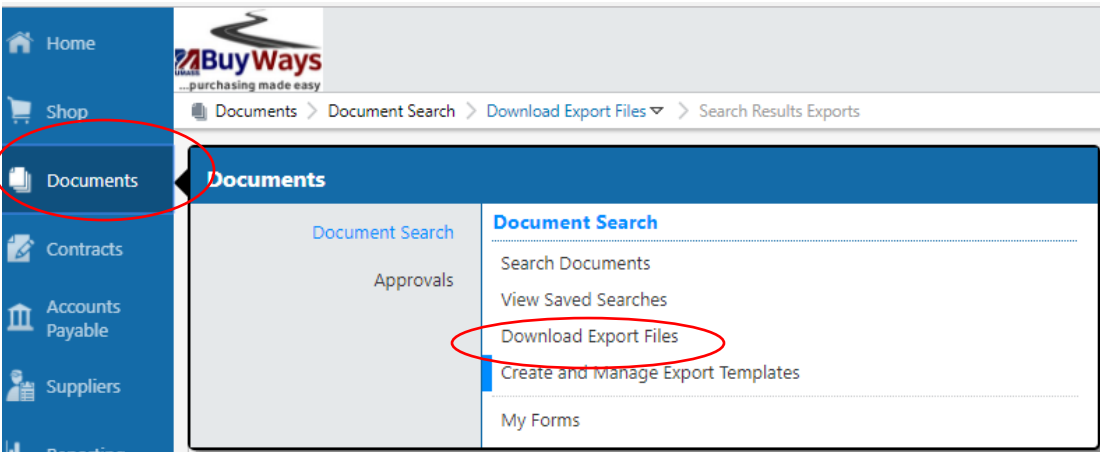 Home
BuyWays
UMASS
...purchasing made easy
Shop
Documents > Document Search > Download Export Files > Search Results Exports
Documents
Documents
Document Search
Document Search
Search Documents
Contracts
Approvals
View Saved Searches
Accounts
Payable
Download Export Files
Create and Manage Export Templates
Suppliers
My Forms
Reporting